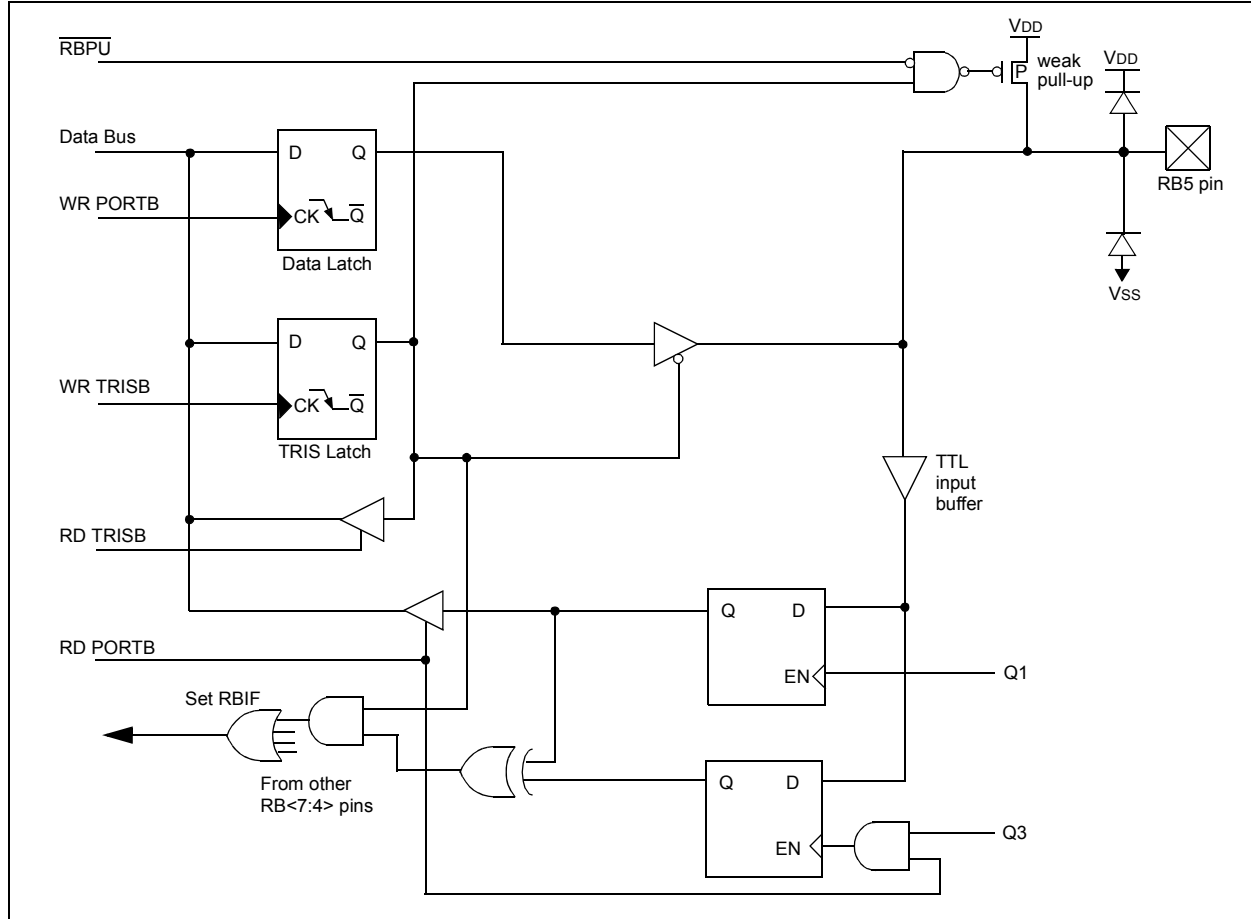 RBPU
VDD
P
weak
pull-up
VDD
Data Bus
D Q
RB5 pin
WR PORTB
CK Q
Data Latch
VSS
D Q
WR TRISB
CK Q
TRIS Latch
TTL
input
buffer
RD TRISB
Q D
RD PORTB
EN
Q1
Set RBIF
From other
RB<7:4> pins
Q D
Q3
EN